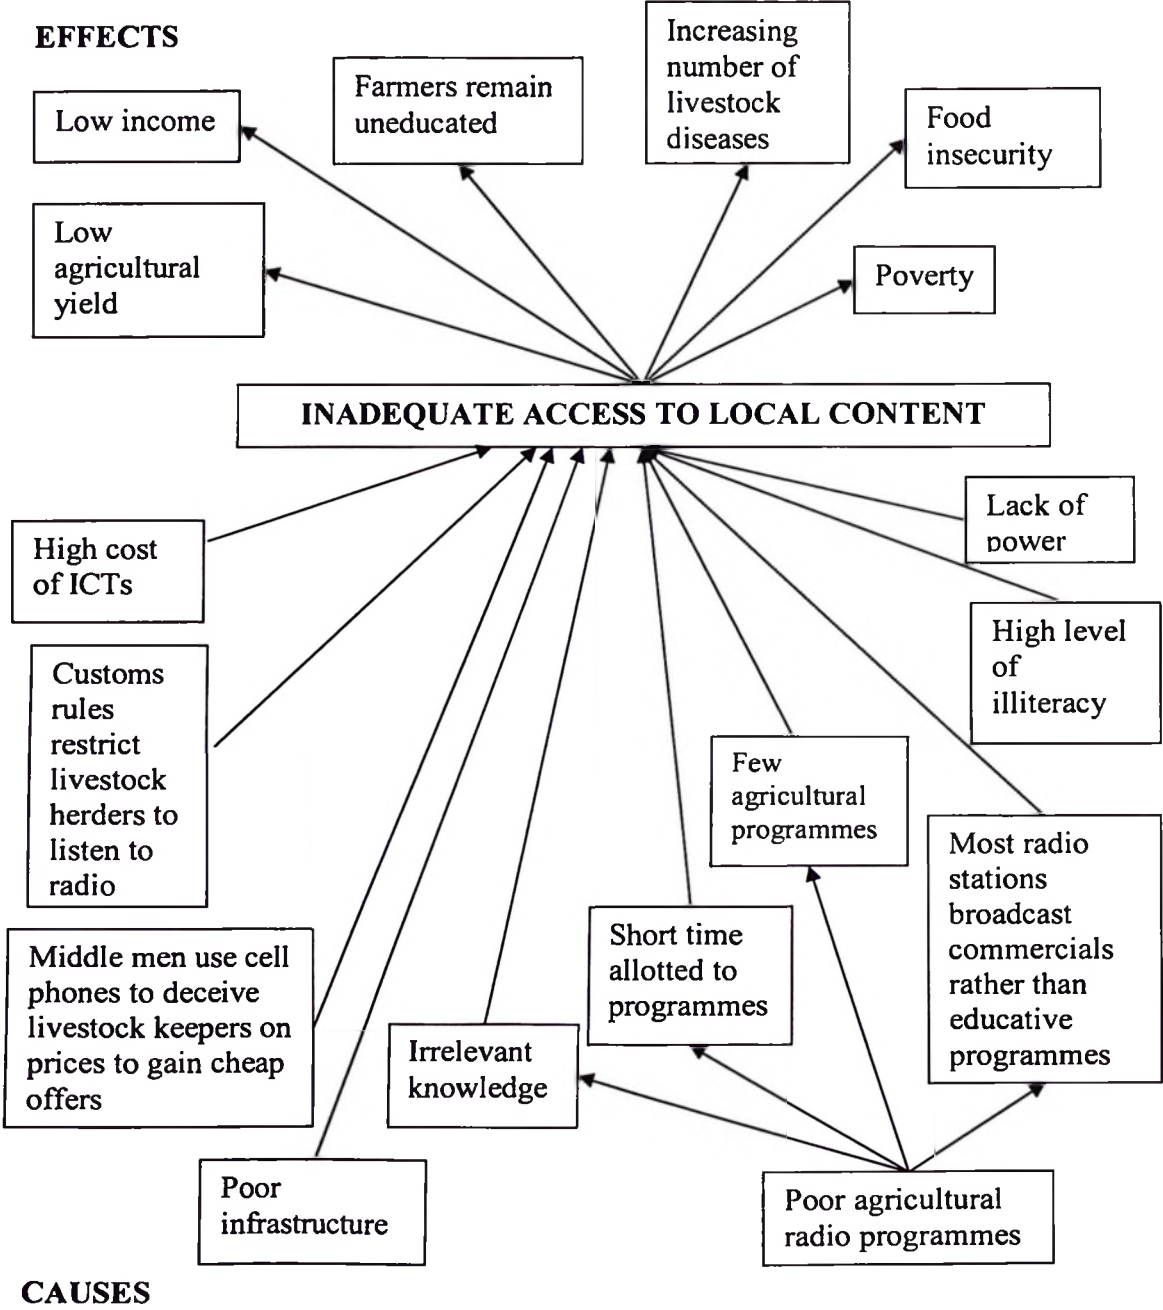 EFFECTS
Low income
Farmers remain
uneducated
Increasing
number of
livestock
diseases
Food
insecurity
Low
agricultural
yield
Poverty
INADEQUATE ACCESS TO LOCAL CONTENT
High cost
of ICTs
Lack of
power
Customs
rules
restrict
livestock
herders to
listen to
radio
High level
of
illiteracy
Few
agricultural
programmes
Most radio
stations
broadcast
commercials
rather than
educative
programmes
Middle men use cell
phones to deceive
livestock keepers on
prices to gain cheap
offers
Short time
allotted to
programmes
Irrelevant
knowledge
Poor
infrastructure
Poor agricultural
radio programmes
CAUSES